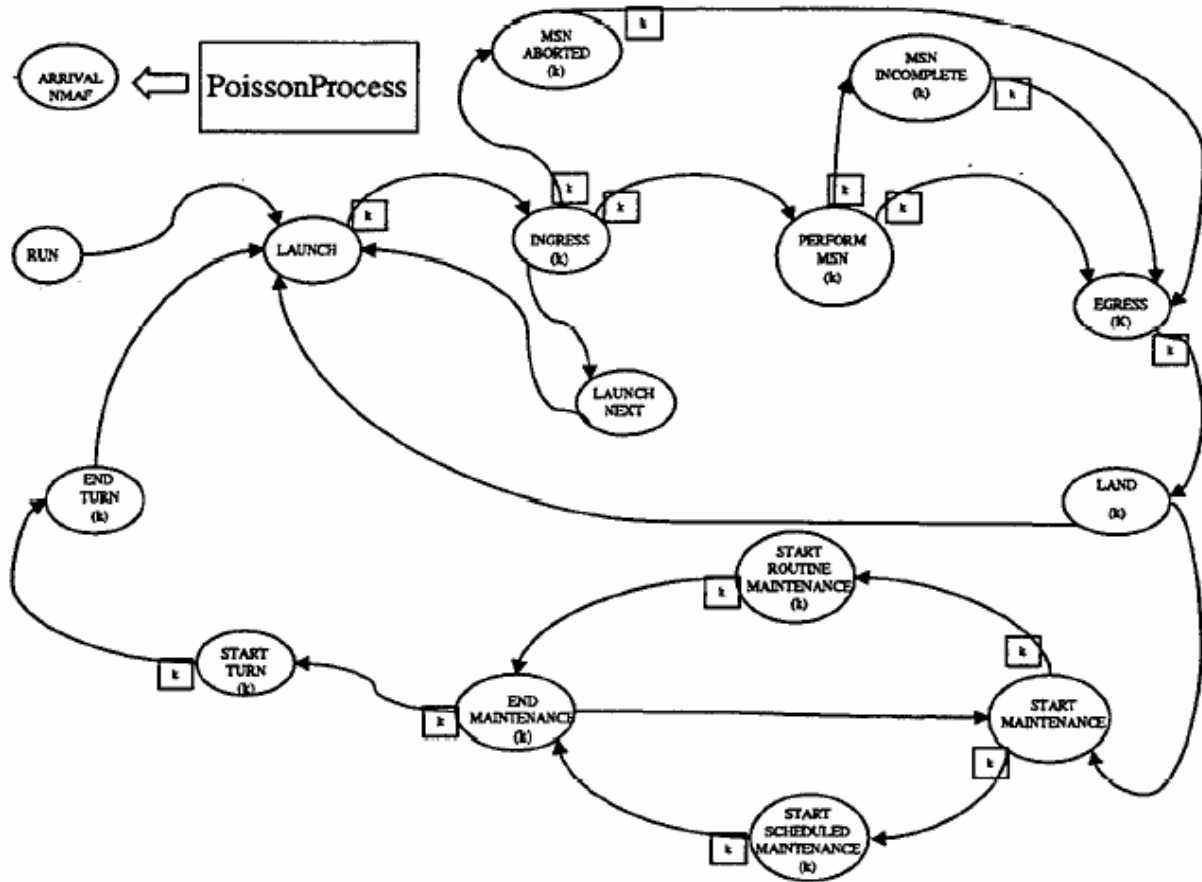 MSN
ABORTED
(k)
k
MSN
INCOMPLETE
(k)
k
ARRIVAL
NMAF
PoissonProcess
k
k
k
k
k
RUN
LAUNCH
INGRESS
(k)
PERFORM
MSN
(k)
EGRESS
(K)
k
LAUNCH
NEXT
END
TURN
(k)
LAND
(k)
START
ROUTINE
MAINTENANCE
(k)
k
k
START
TURN
(k)
k
END
MAINTENANCE
(k)
k
START
MAINTENANCE
k
START
SCHEDULED
MAINTENANCE
(k)
k